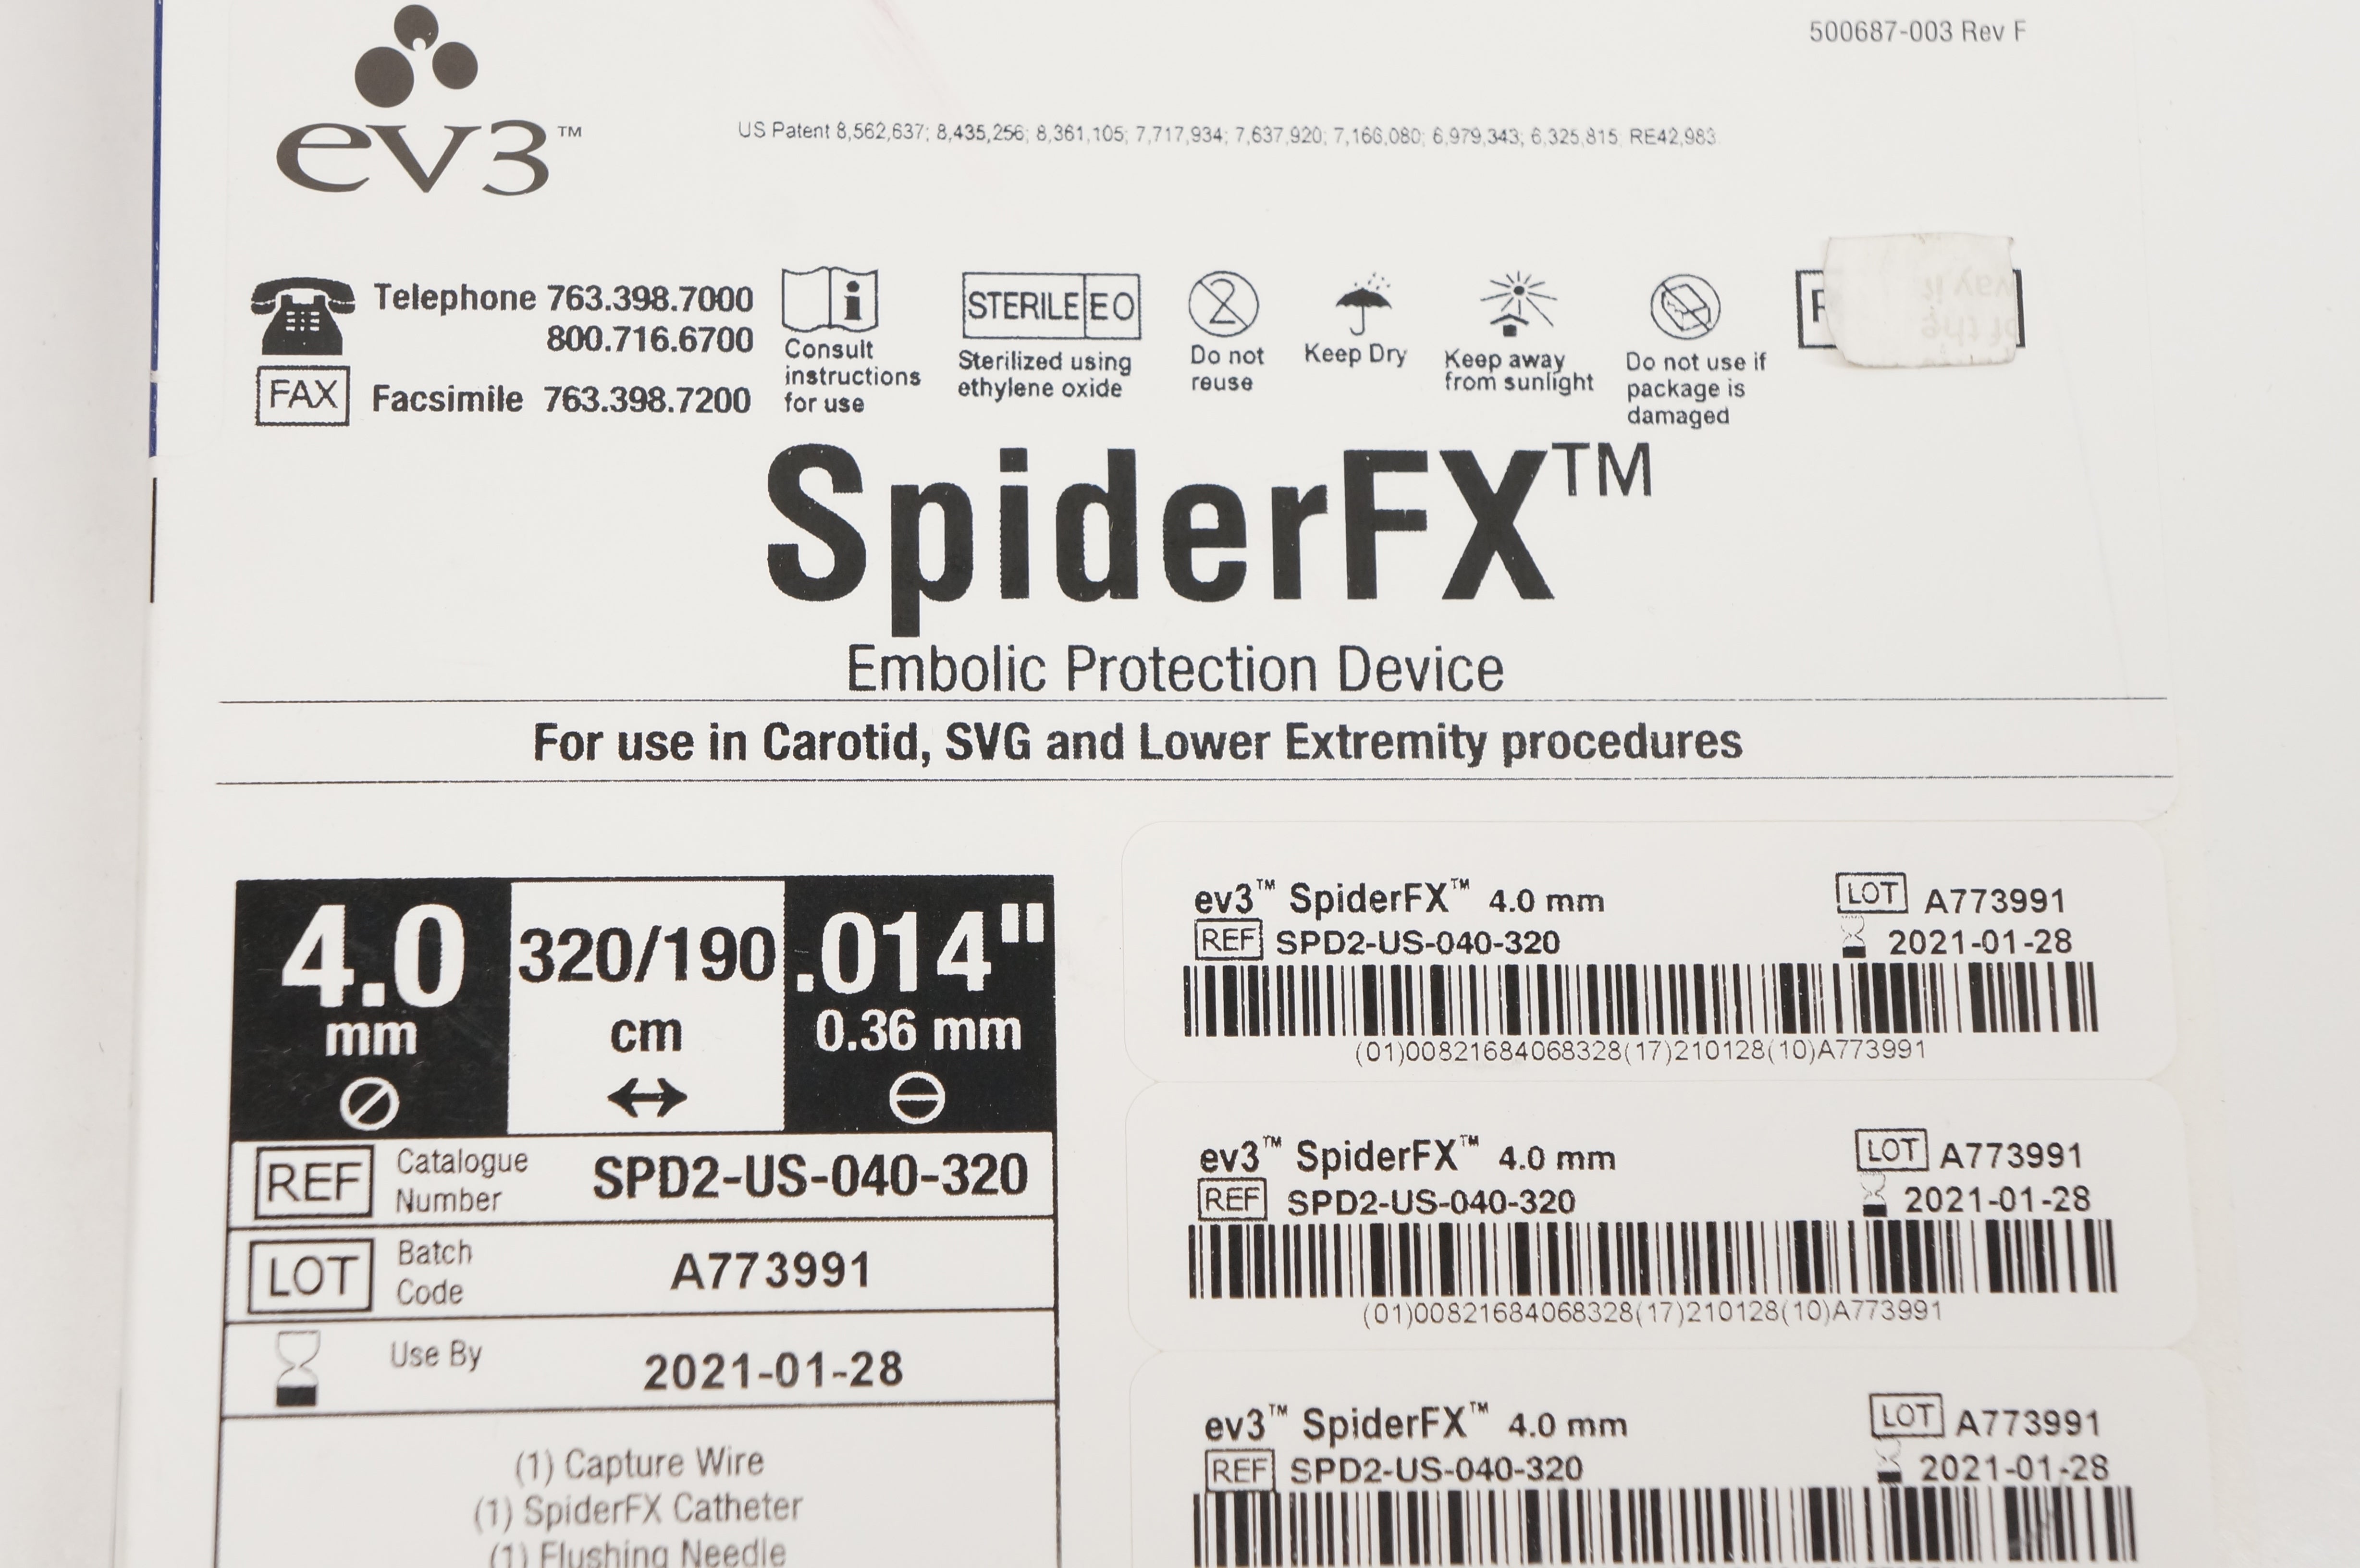 500687-003 Rev F
ev3™
US Patent 8,562,637; 8,435,256; 8,361,105; 7,717,934; 7,637,920; 7,166,080; 6,979,343; 6,325,815; RE42,983
Telephone 763.398.7000
800.716.6700
FAX Facsimile 763.398.7200
i
Consult
instructions
for use
STERILE EO
Sterilized using
ethylene oxide
2
Do not
reuse
Keep Dry
Keep away
from sunlight
Do not use if
package is
damaged
way if
of the
SpiderFX™
Embolic Protection Device
For use in Carotid, SVG and Lower Extremity procedures
4.0
mm
320/190
cm
.014"
0.36 mm
REF Catalogue
Number SPD2-US-040-320
LOT Batch
Code A773991
Use By 2021-01-28
(1) Capture Wire
(1) SpiderFX Catheter
(1) Flushing Needle
ev3™ SpiderFX™ 4.0 mm LOT A773991
REF SPD2-US-040-320 2021-01-28
(01)00821684068328(17)210128(10)A773991
ev3™ SpiderFX™ 4.0 mm LOT A773991
REF SPD2-US-040-320 2021-01-28
(01)00821684068328(17)210128(10)A773991
ev3™ SpiderFX™ 4.0 mm LOT A773991
REF SPD2-US-040-320 2021-01-28